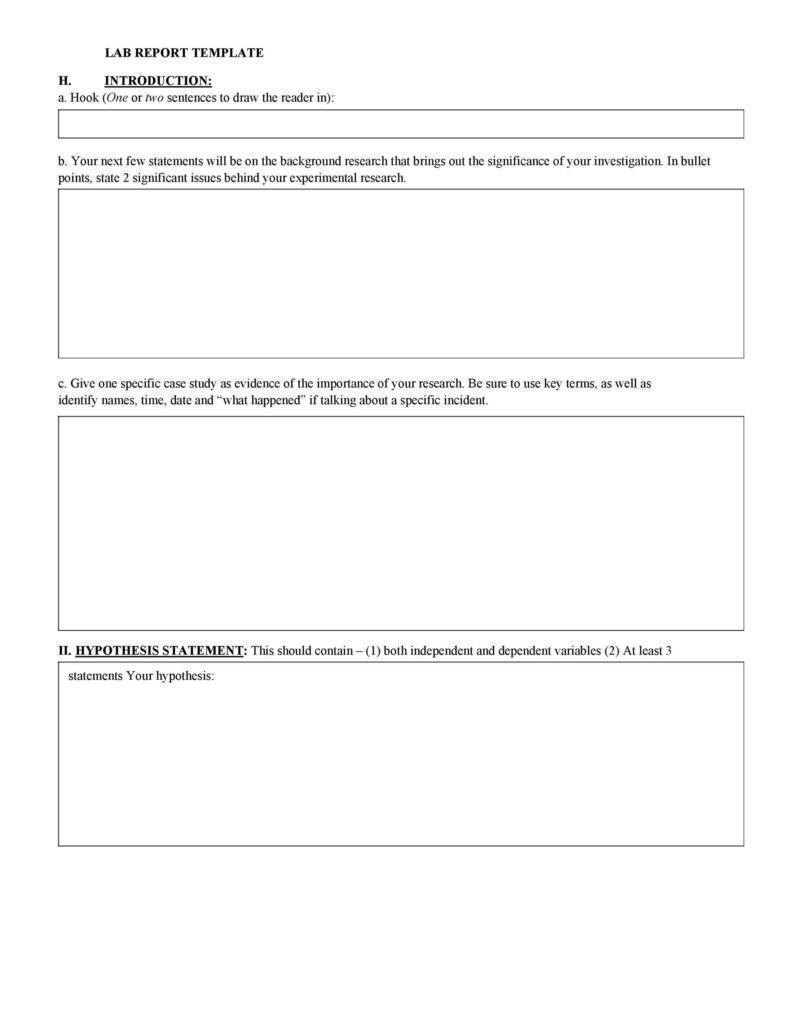 LAB REPORT TEMPLATE
H. INTRODUCTION:
a. Hook (One or two sentences to draw the reader in):
b. Your next few statements will be on the background research that brings out the significance of your investigation. In bullet
points, state 2 significant issues behind your experimental research.
c. Give one specific case study as evidence of the importance of your research. Be sure to use key terms, as well as
identify names, time, date and “what happened” if talking about a specific incident.
II. HYPOTHESIS STATEMENT: This should contain – (1) both independent and dependent variables (2) At least 3
statements Your hypothesis: